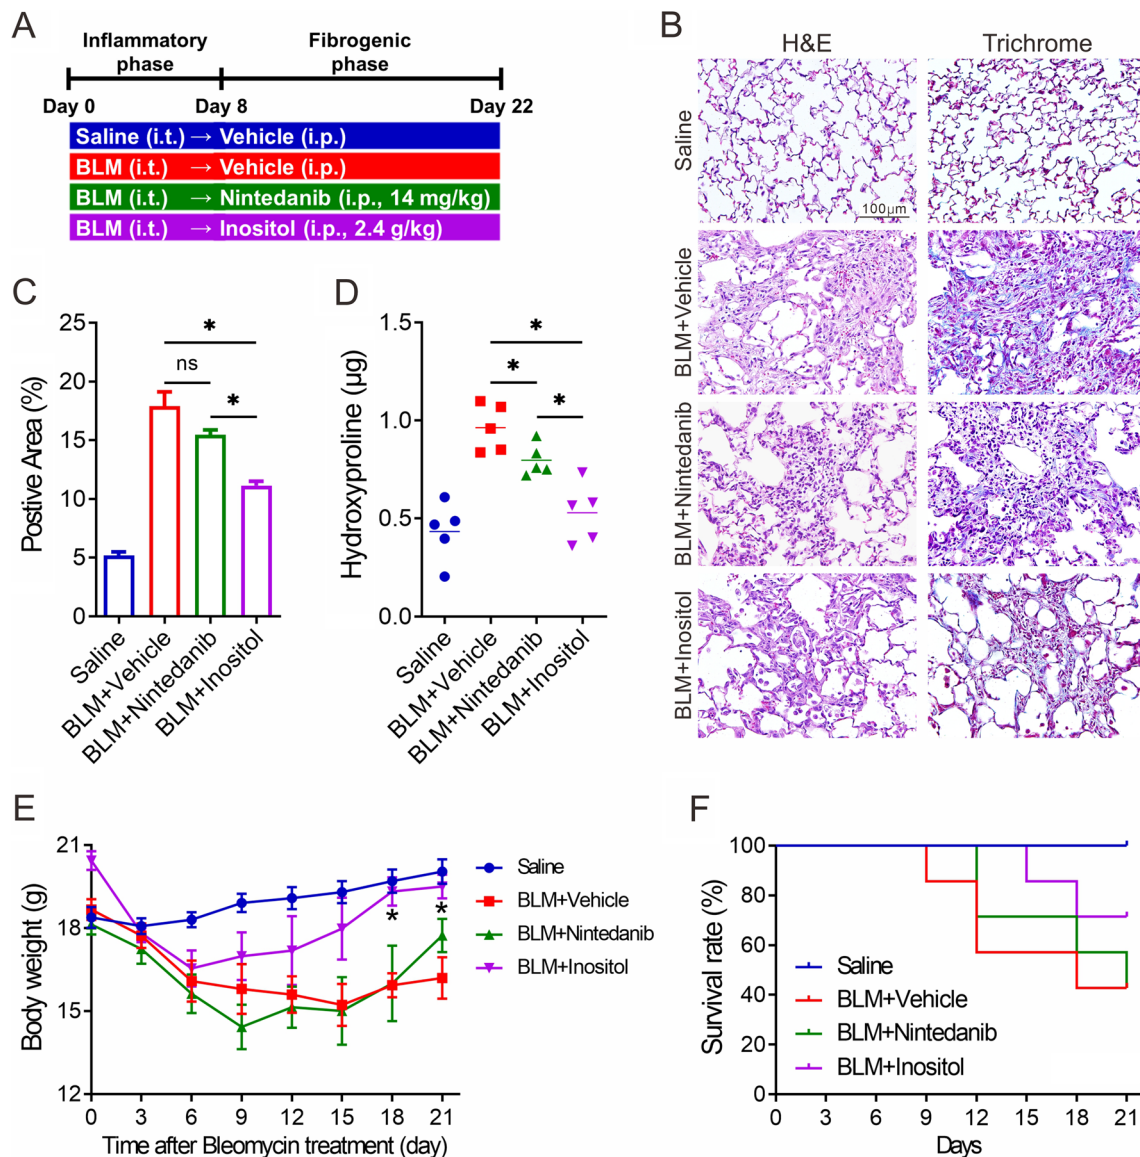 A
Inflammatory phase
Fibrogenic phase
Day 0
Day 8
Day 22
Saline (i.t.) → Vehicle (i.p.)
BLM (i.t.) → Vehicle (i.p.)
BLM (i.t.) → Nintedanib (i.p., 14 mg/kg)
BLM (i.t.) → Inositol (i.p., 2.4 g/kg)
B
H&E
Trichrome
Saline
100μm
BLM+Vehicle
BLM+Nintedanib
BLM+Inositol
C
Postive Area (%)
25
20
15
10
5
0
*
ns
*
Saline
BLM+Vehicle
BLM+Nintedanib
BLM+Inositol
D
Hydroxyproline (μg)
1.5
1.0
0.5
0.0
*
*
*
Saline
BLM+Vehicle
BLM+Nintedanib
BLM+Inositol
E
Body weight (g)
21
18
15
12
0 3 6 9 12 15 18 21
Time after Bleomycin treatment (day)
*
*
Saline
BLM+Vehicle
BLM+Nintedanib
BLM+Inositol
F
Survival rate (%)
100
80
60
40
20
0
Saline
BLM+Vehicle
BLM+Nintedanib
BLM+Inositol
0 3 6 9 12 15 18 21
Days